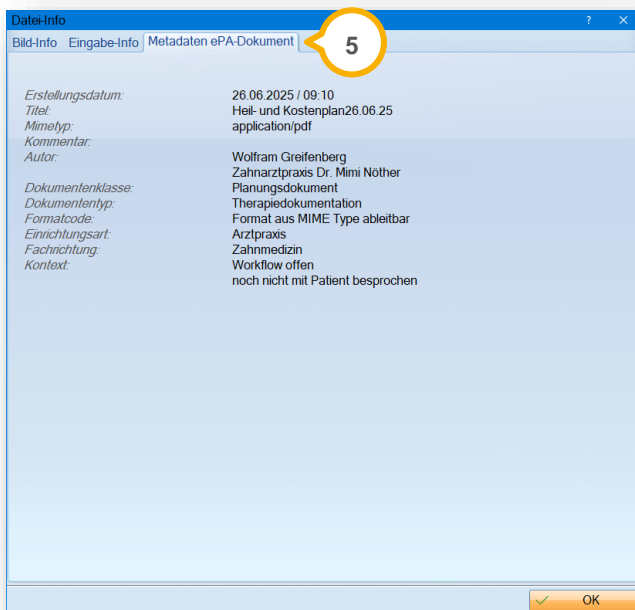 Datei-Info ? ×
Bild-Info Eingabe-Info Metadaten ePA-Dokument 5
Erstellungsdatum: 26.06.2025 / 09:10
Titel: Heil- und Kostenplan26.06.25
Mimetyp: application/pdf
Kommentar:
Autor: Wolfram Greifenberg
Zahnarztpraxis Dr. Mimi Nöther
Dokumentenklasse: Planungsdokument
Dokumententyp: Therapiedokumentation
Formatcode: Format aus MIME Type ableitbar
Einrichtungsart: Arztpraxis
Fachrichtung: Zahnmedizin
Kontext: Workflow offen
noch nicht mit Patient besprochen
OK